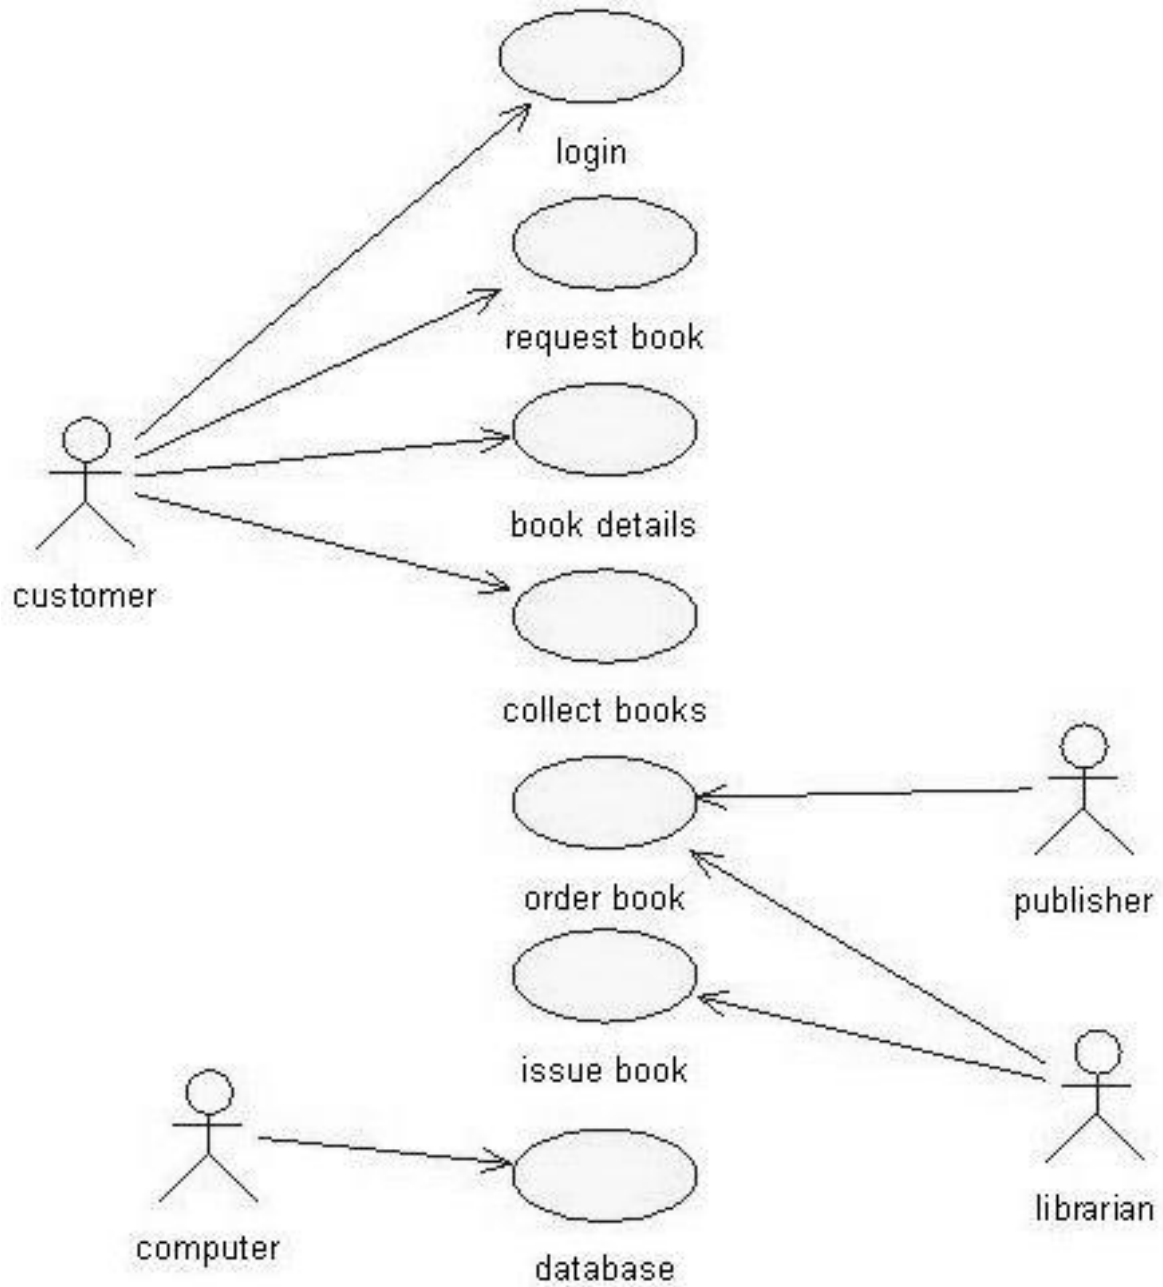 login
request book
book details
customer
collect books
order book
publisher
issue book
librarian
computer
database